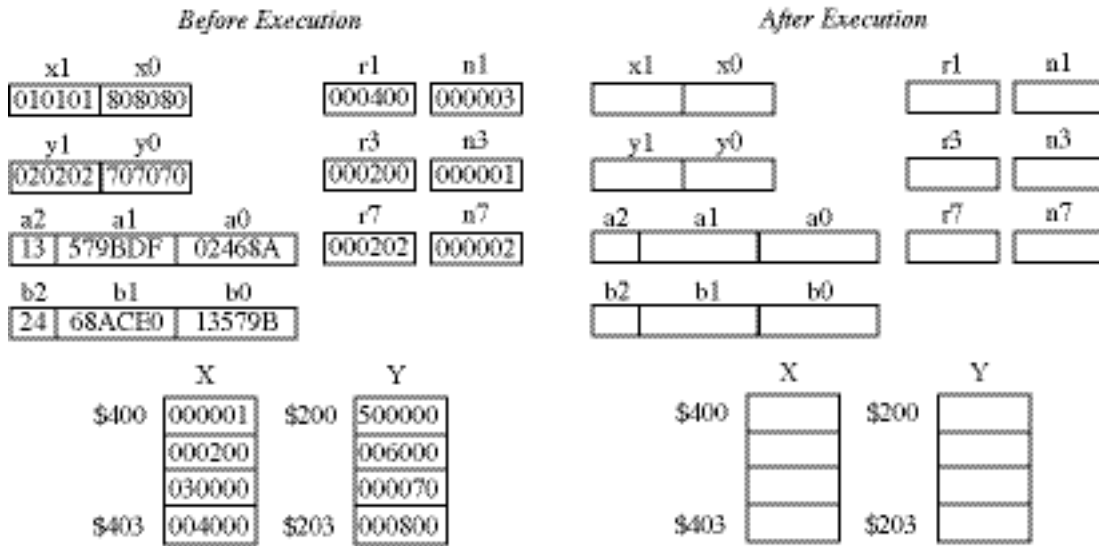 Before Execution
After Execution
x1 x0 r1 n1
010101 808080 000400 000003
y1 y0 r3 n3
020202 707070 000200 000001
a2 a1 a0 r7 n7
13 579BDF 02468A 000202 000002
b2 b1 b0
24 68ACE0 13579B
X Y
$400 000001 $200 500000
000200 006000
030000 000070
$403 004000 $203 000800
x1 x0 r1 n1
y1 y0 r3 n3
a2 a1 a0 r7 n7
b2 b1 b0
X Y
$400 $200
$403 $203